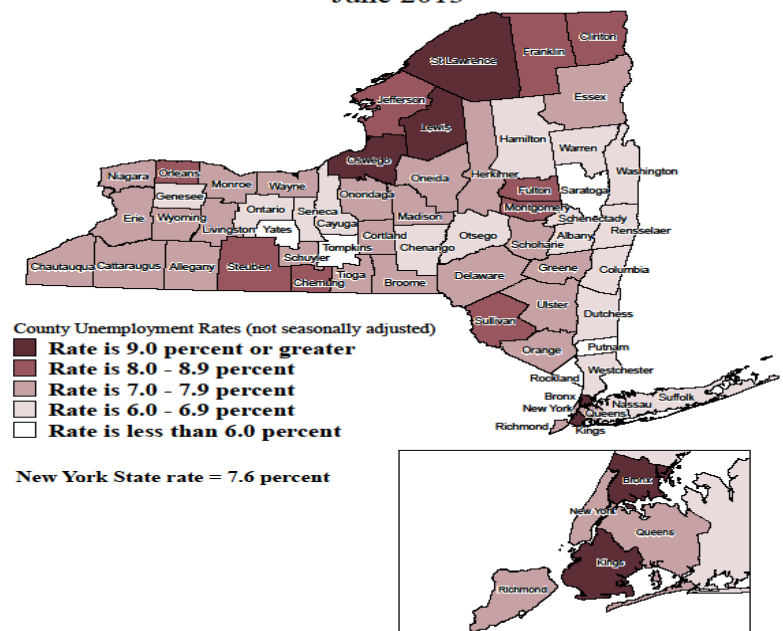 June 2013
Clinton
Franklin
St Lawrence
Jefferson
Essex
Lewis
Hamilton
Warren
Washington
Oswego
Oneida
Herkimer
Fulton
Saratoga
Niagara
Orleans
Monroe
Wayne
Genesee
Onondaga
Madison
Montgomery
Schenectady
Erie
Wyoming
Livingston
Ontario
Yates
Seneca
Cayuga
Cortland
Chenango
Otsego
Schoharie
Albany
Rensselaer
Chautauqua
Cattaraugus
Allegany
Steuben
Schuyler
Chemung
Tompkins
Tioga
Broome
Delaware
Greene
Columbia
Ulster
Sullivan
Dutchess
Orange
Putnam
Westchester
Rockland
Bronx
New York
Queens
Nassau
Suffolk
Richmond
Kings
County Unemployment Rates (not seasonally adjusted)
Rate is 9.0 percent or greater
Rate is 8.0 - 8.9 percent
Rate is 7.0 - 7.9 percent
Rate is 6.0 - 6.9 percent
Rate is less than 6.0 percent
New York State rate = 7.6 percent
Bronx
New York
Queens
Kings
Richmond